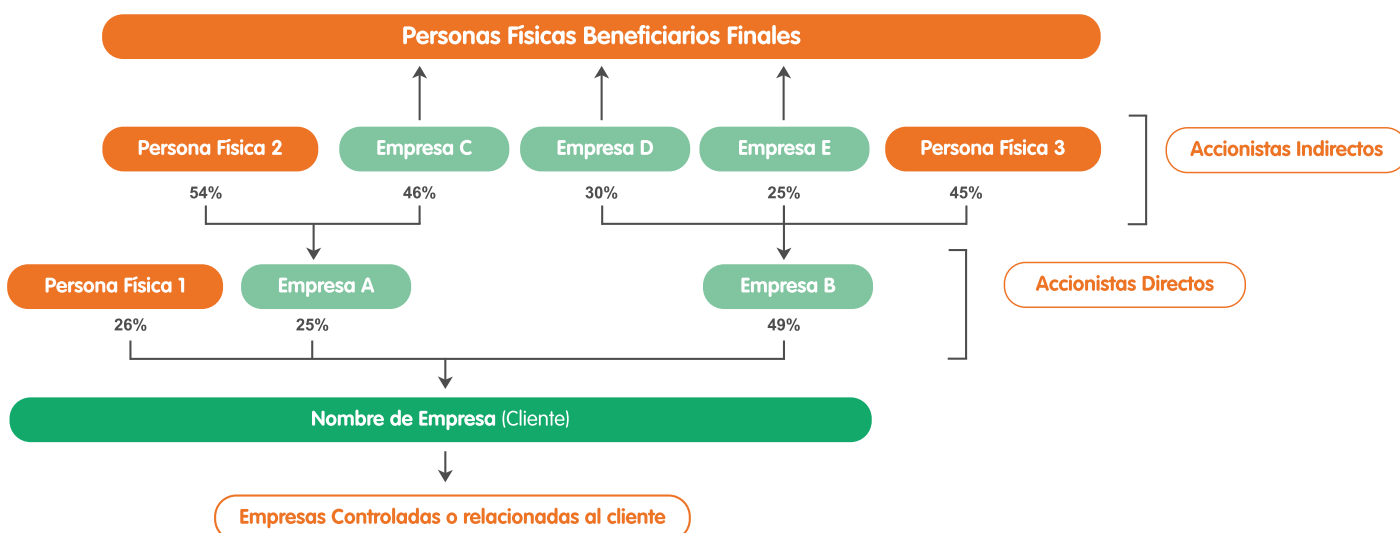 Personas Físicas Beneficiarios Finales
Persona Física 2
Empresa C
Empresa D
Empresa E
Persona Física 3
Accionistas Indirectos
54%
46%
30%
25%
45%
Persona Física 1
Empresa A
Empresa B
Accionistas Directos
26%
25%
49%
Nombre de Empresa (Cliente)
Empresas Controladas o relacionadas al cliente